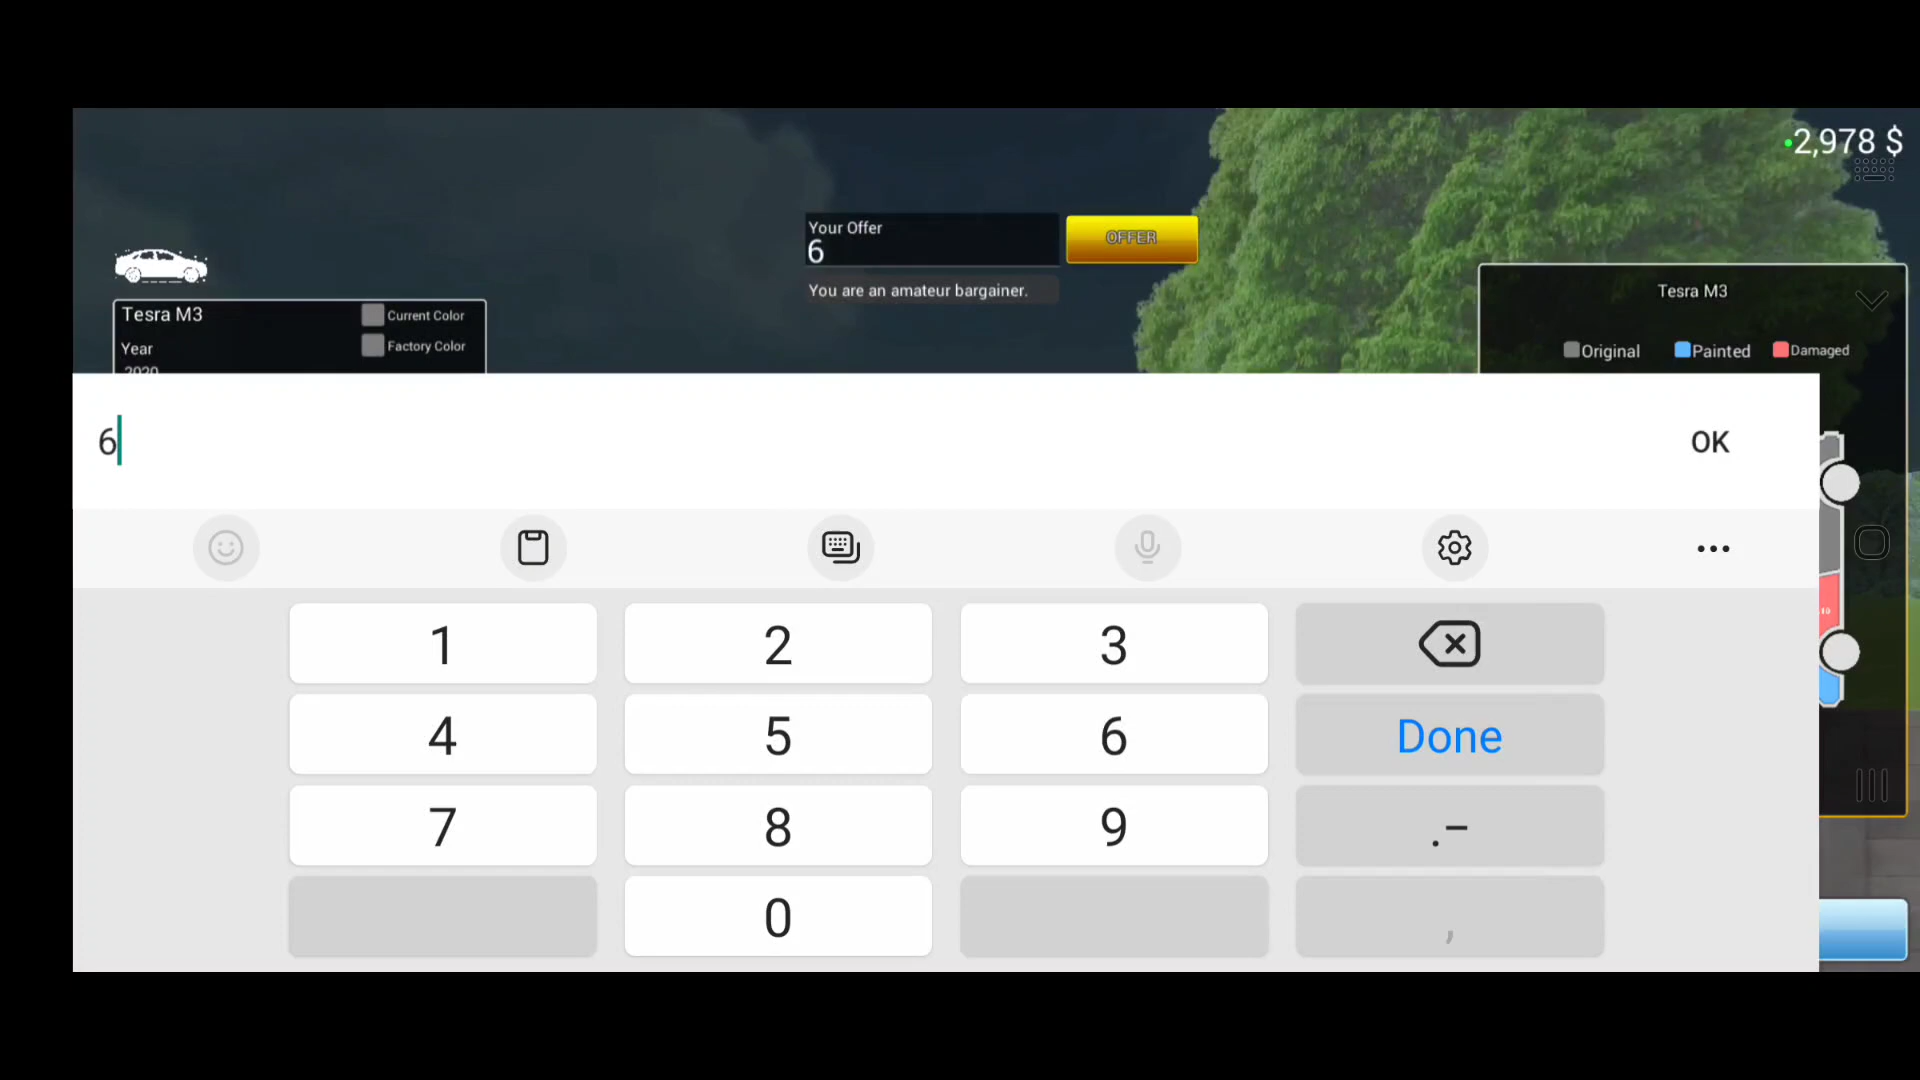 2,978 $
Your Offer
6
OFFER
You are an amateur bargainer.
Tesra M3
Current Color
Year
Factory Color
2020
Tesra M3
Original
Painted
Damaged
6
OK
1
2
3
4
5
6
Done
7
8
9
.–
0
,